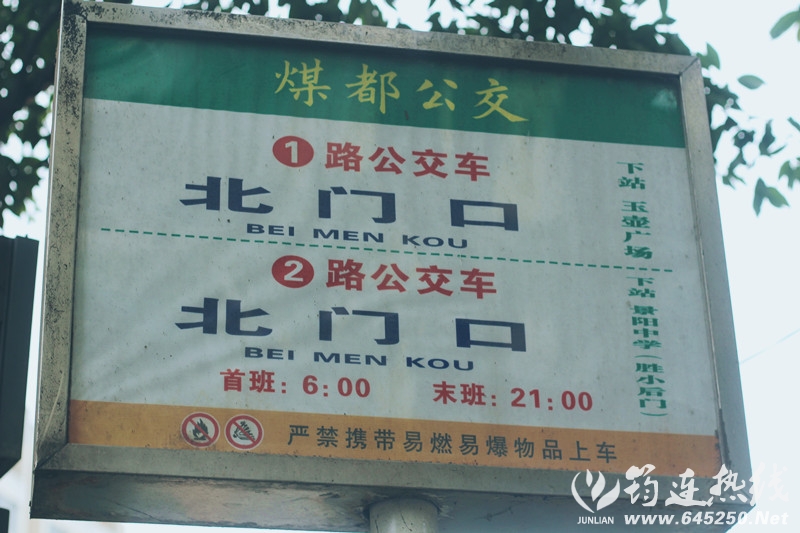 煤都公交
1路公交车
北门口
BEI MEN KOU
下站 玉壶广场
2路公交车
北门口
BEI MEN KOU
下站 景阳中学(胜小后门)
首班: 6:00 末班: 21:00
严禁携带易燃易爆物品上车
筠连热线
JUNLIAN www.645250.Net